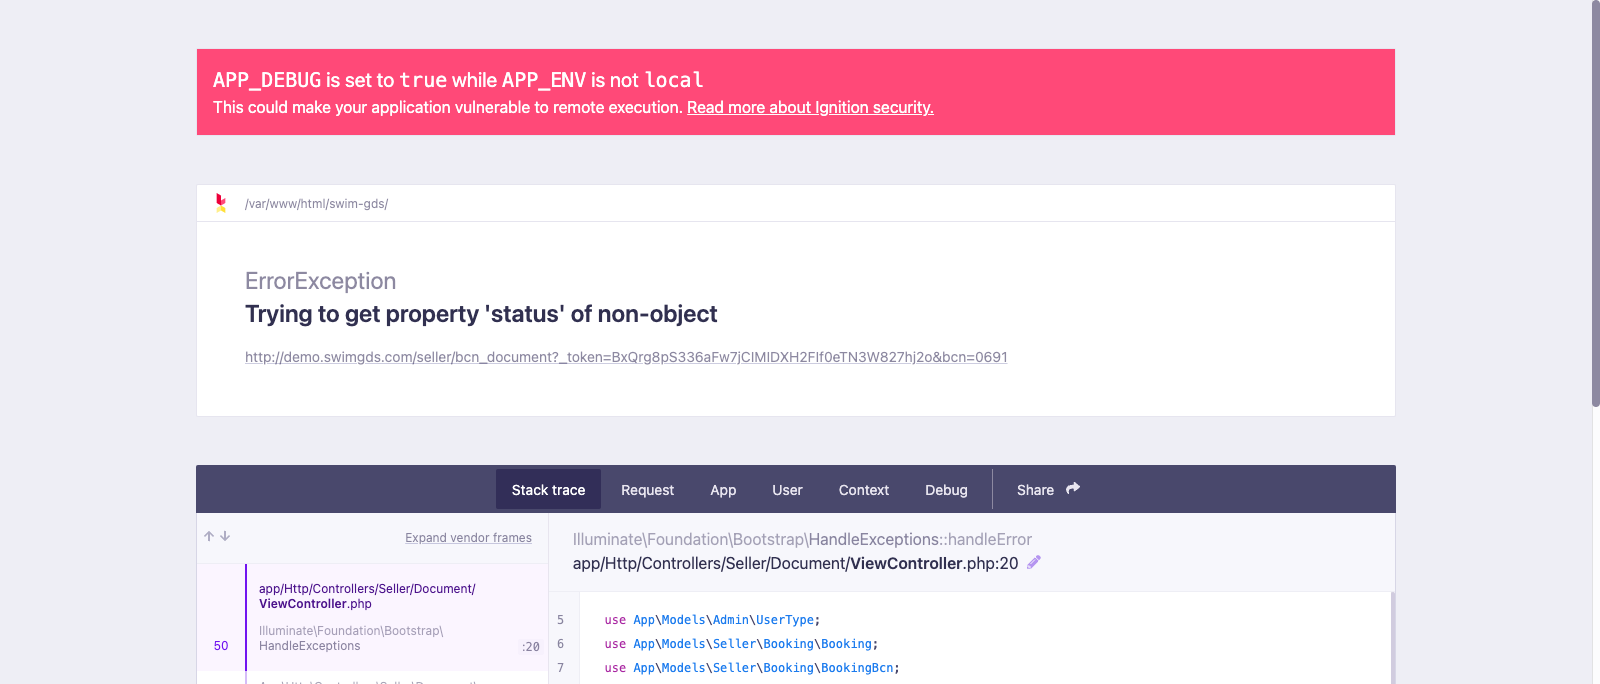 APP_DEBUG is set to true while APP_ENV is not local
This could make your application vulnerable to remote execution. Read more about Ignition security.
/var/www/html/swim-gds/
ErrorException
Trying to get property 'status' of non-object
http://demo.swimgds.com/seller/bcn_document?_token=BxQrg8pS336aFw7jClMlDXH2Flf0eTN3W827hj2o&bcn=0691
Stack trace Request App User Context Debug Share
Expand vendor frames
app/Http/Controllers/Seller/Document/
ViewController.php
Illuminate\Foundation\Bootstrap\
50 HandleExceptions :20
Illuminate\Foundation\Bootstrap\HandleExceptions::handleError
app/Http/Controllers/Seller/Document/ViewController.php:20
5 use App\Models\Admin\UserType;
6 use App\Models\Seller\Booking\Booking;
7 use App\Models\Seller\Booking\BookingBcn;